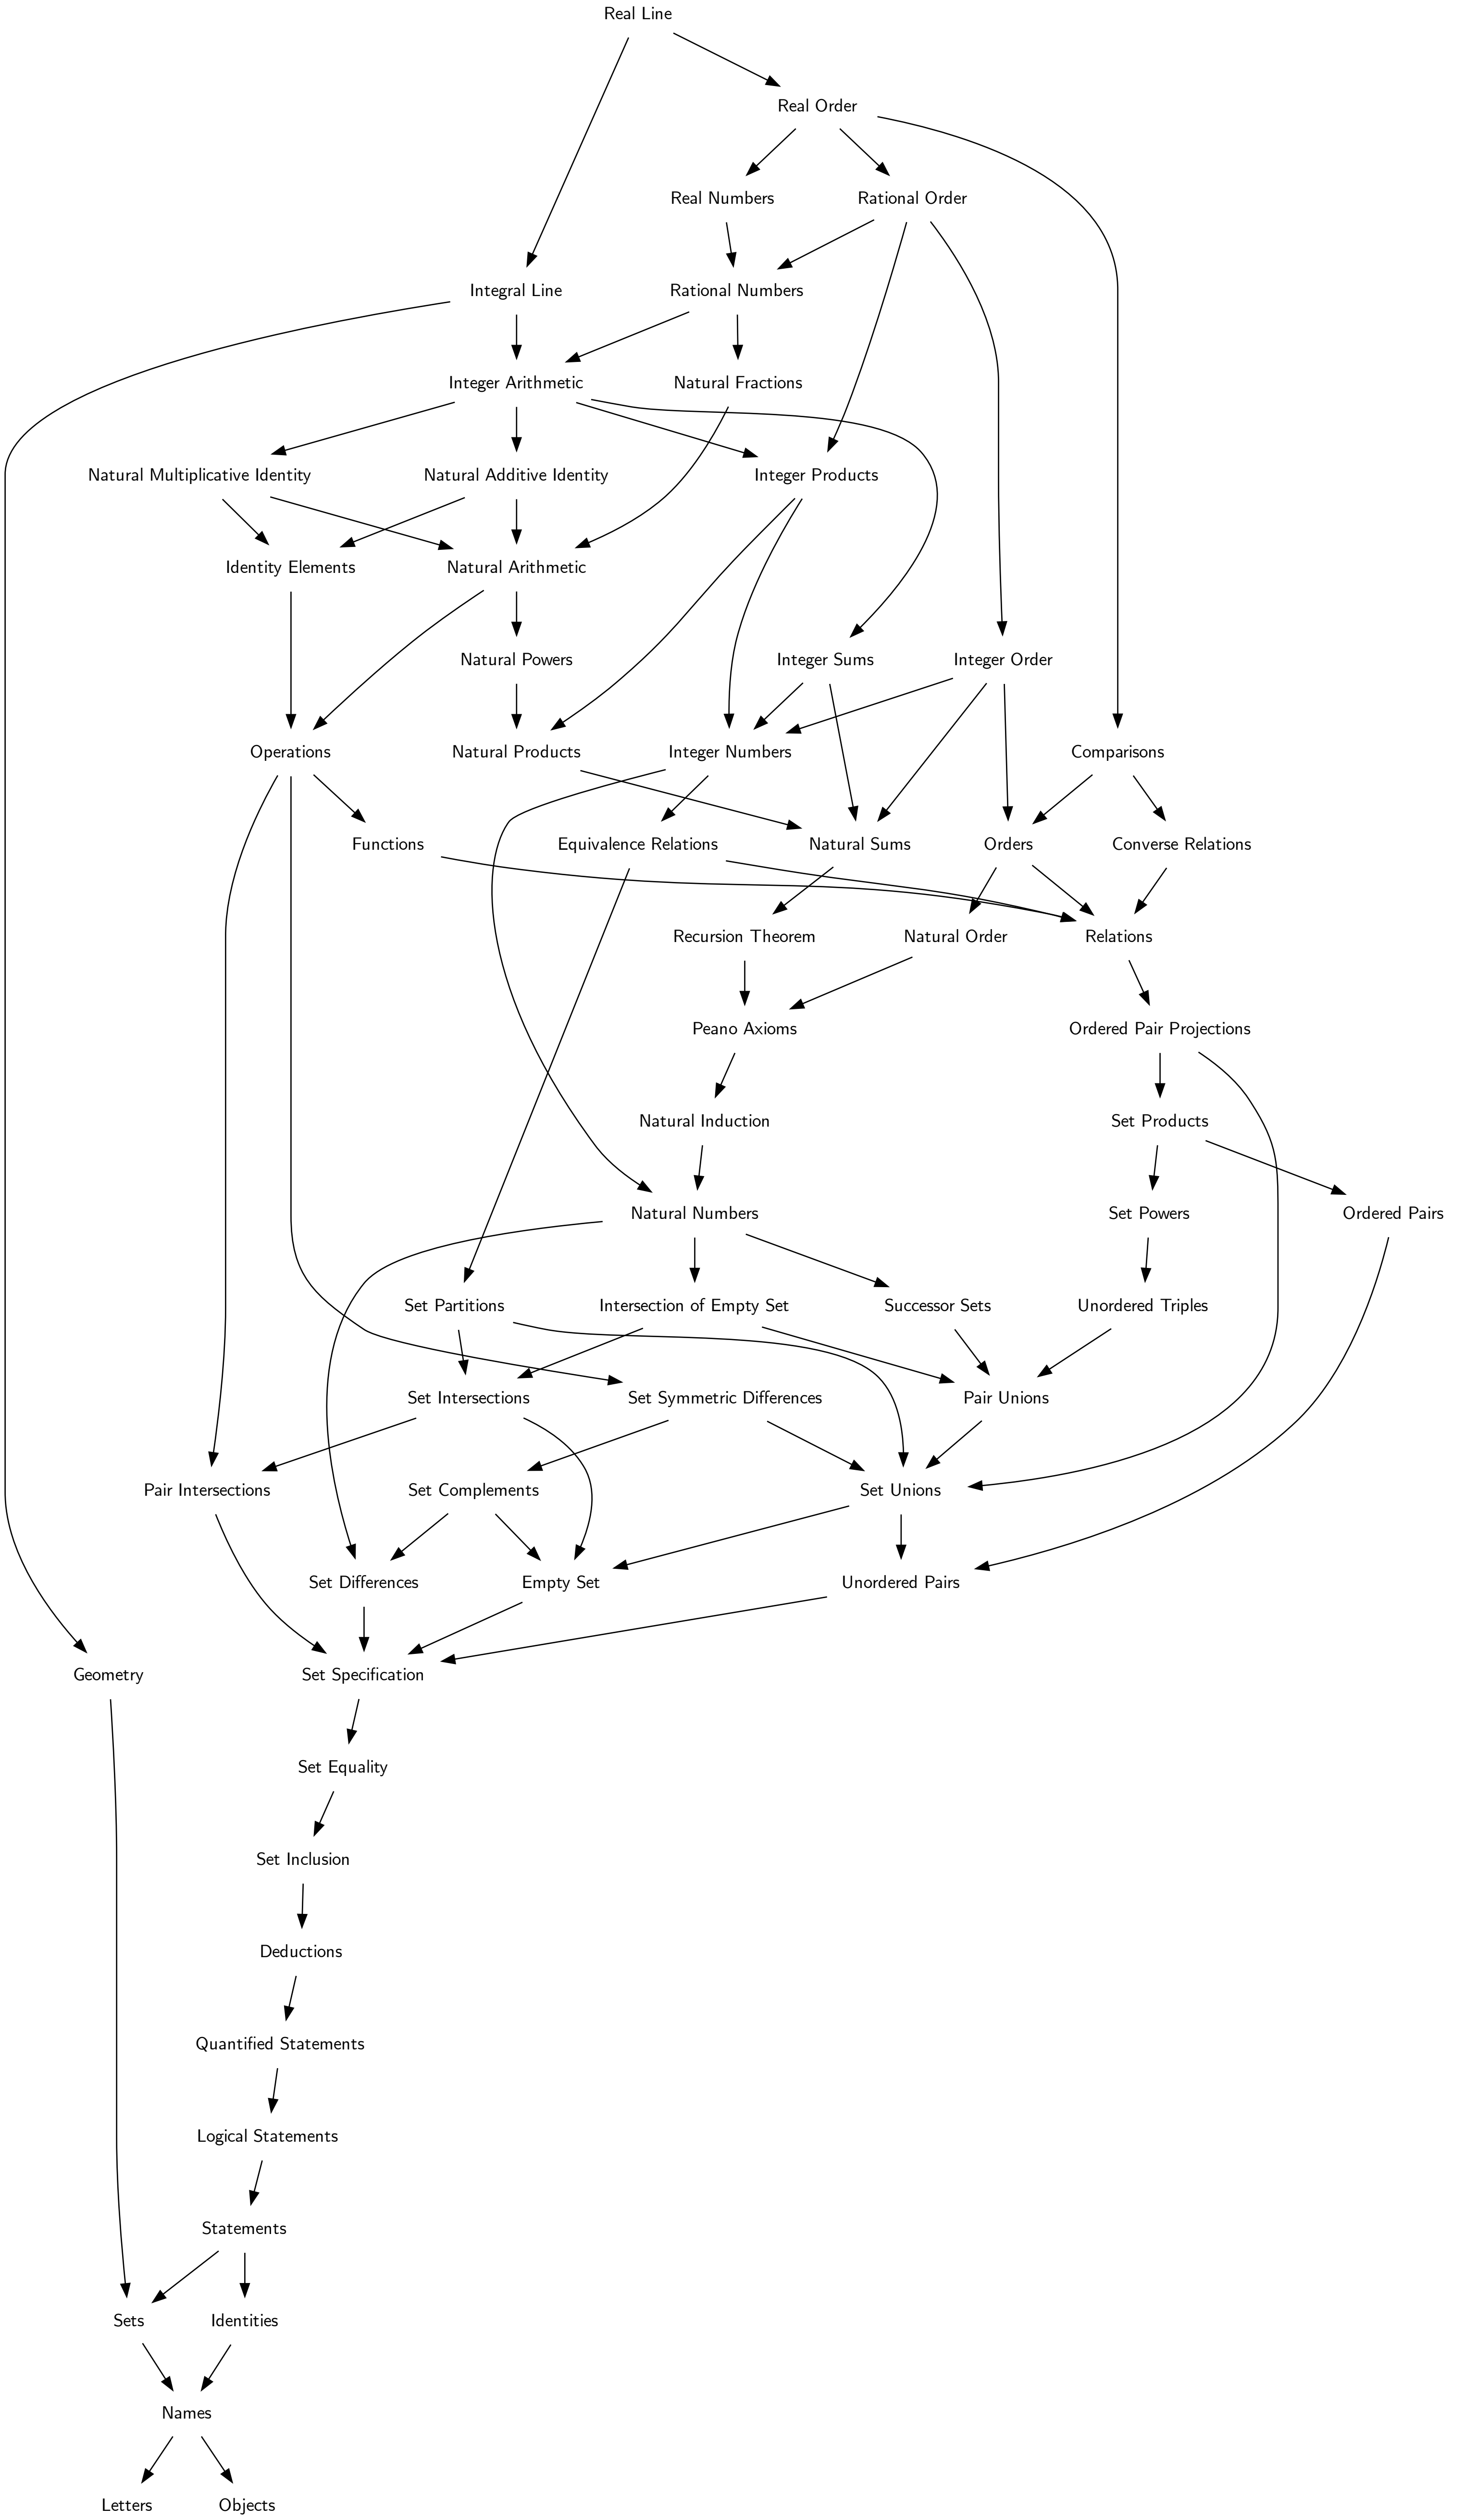 Real Line
Real Order
Real Numbers
Rational Order
Integral Line
Rational Numbers
Integer Arithmetic
Natural Fractions
Natural Multiplicative Identity
Natural Additive Identity
Integer Products
Identity Elements
Natural Arithmetic
Natural Powers
Integer Sums
Integer Order
Operations
Natural Products
Integer Numbers
Comparisons
Functions
Equivalence Relations
Natural Sums
Orders
Converse Relations
Recursion Theorem
Natural Order
Relations
Peano Axioms
Ordered Pair Projections
Natural Induction
Set Products
Natural Numbers
Set Powers
Ordered Pairs
Set Partitions
Intersection of Empty Set
Successor Sets
Unordered Triples
Set Intersections
Set Symmetric Differences
Pair Unions
Pair Intersections
Set Complements
Set Unions
Set Differences
Empty Set
Unordered Pairs
Geometry
Set Specification
Set Equality
Set Inclusion
Deductions
Quantified Statements
Logical Statements
Statements
Sets
Identities
Names
Letters
Objects